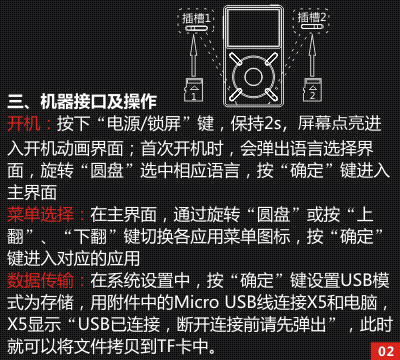 插槽1
插槽2
1
2
三、机器接口及操作
开机：按下“电源/锁屏”键，保持2s，屏幕点亮进
入开机动画界面；首次开机时，会弹出语言选择界
面，旋转“圆盘”选中相应语言，按“确定”键进入
主界面
菜单选择：在主界面，通过旋转“圆盘”或按“上
翻”、“下翻”键切换各应用菜单图标，按“确定”
键进入对应的应用
数据传输：在系统设置中，按“确定”键设置USB模
式为存储，用附件中的Micro USB线连接X5和电脑，
X5显示“USB已连接，断开连接前请先弹出”，此时
就可以将文件拷贝到TF卡中。
02